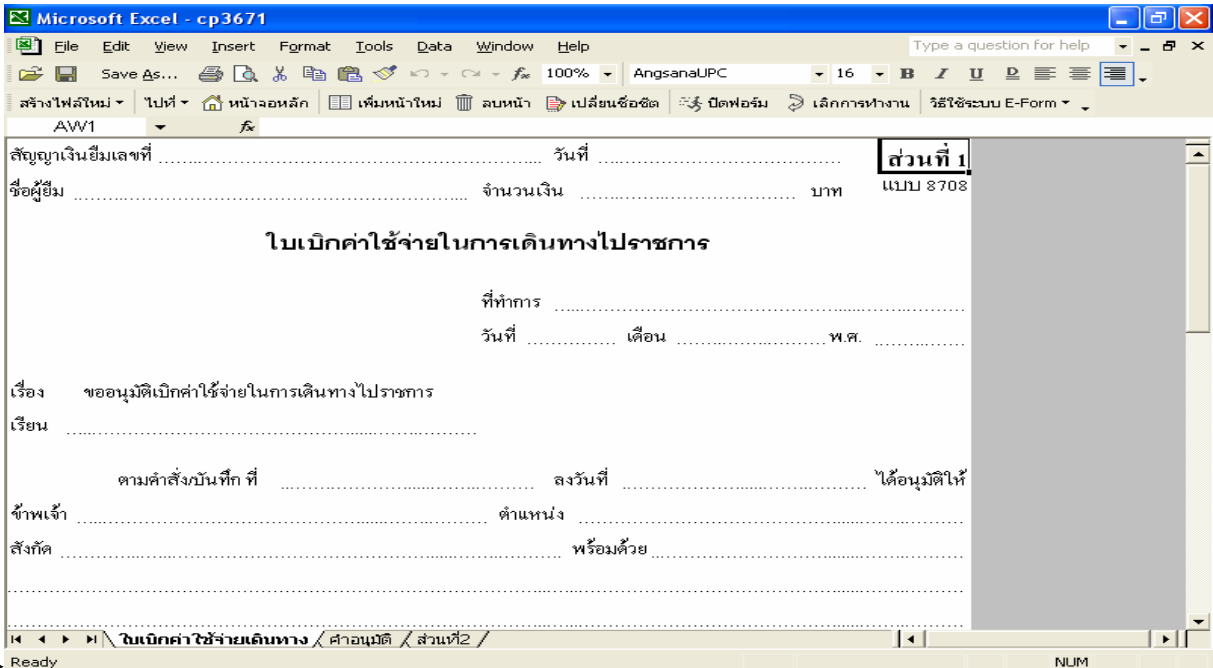 Microsoft Excel - cp3671
File Edit View Insert Format Tools Data Window Help Type a question for help
Save As... 100% AngsanaUPC 16 B I U D
สร้างไฟล์ใหม่ ไปที่ หน้าจอหลัก เพิ่มหน้าใหม่ ลบหน้า เปลี่ยนชื่อชีต ปิดฟอร์ม เลิกการทำงาน วิธีใช้ระบบ E-Form
AW1 fx
สัญญาเงินยืมเลขที่ วันที่ ส่วนที่ 1
ชื่อผู้ยืม จำนวนเงิน บาท แบบ 8708
ใบเบิกค่าใช้จ่ายในการเดินทางไปราชการ
ที่ทำการ
วันที่ เดือน พ.ศ.
เรื่อง ขออนุมัติเบิกค่าใช้จ่ายในการเดินทางไปราชการ
เรียน
ตามคำสั่ง/บันทึก ที่ ลงวันที่ ได้อนุมัติให้
ข้าพเจ้า ตำแหน่ง
สังกัด พร้อมด้วย
ใบเบิกค่าใช้จ่ายเดินทาง คำอนุมัติ ส่วนที่2
Ready NUM